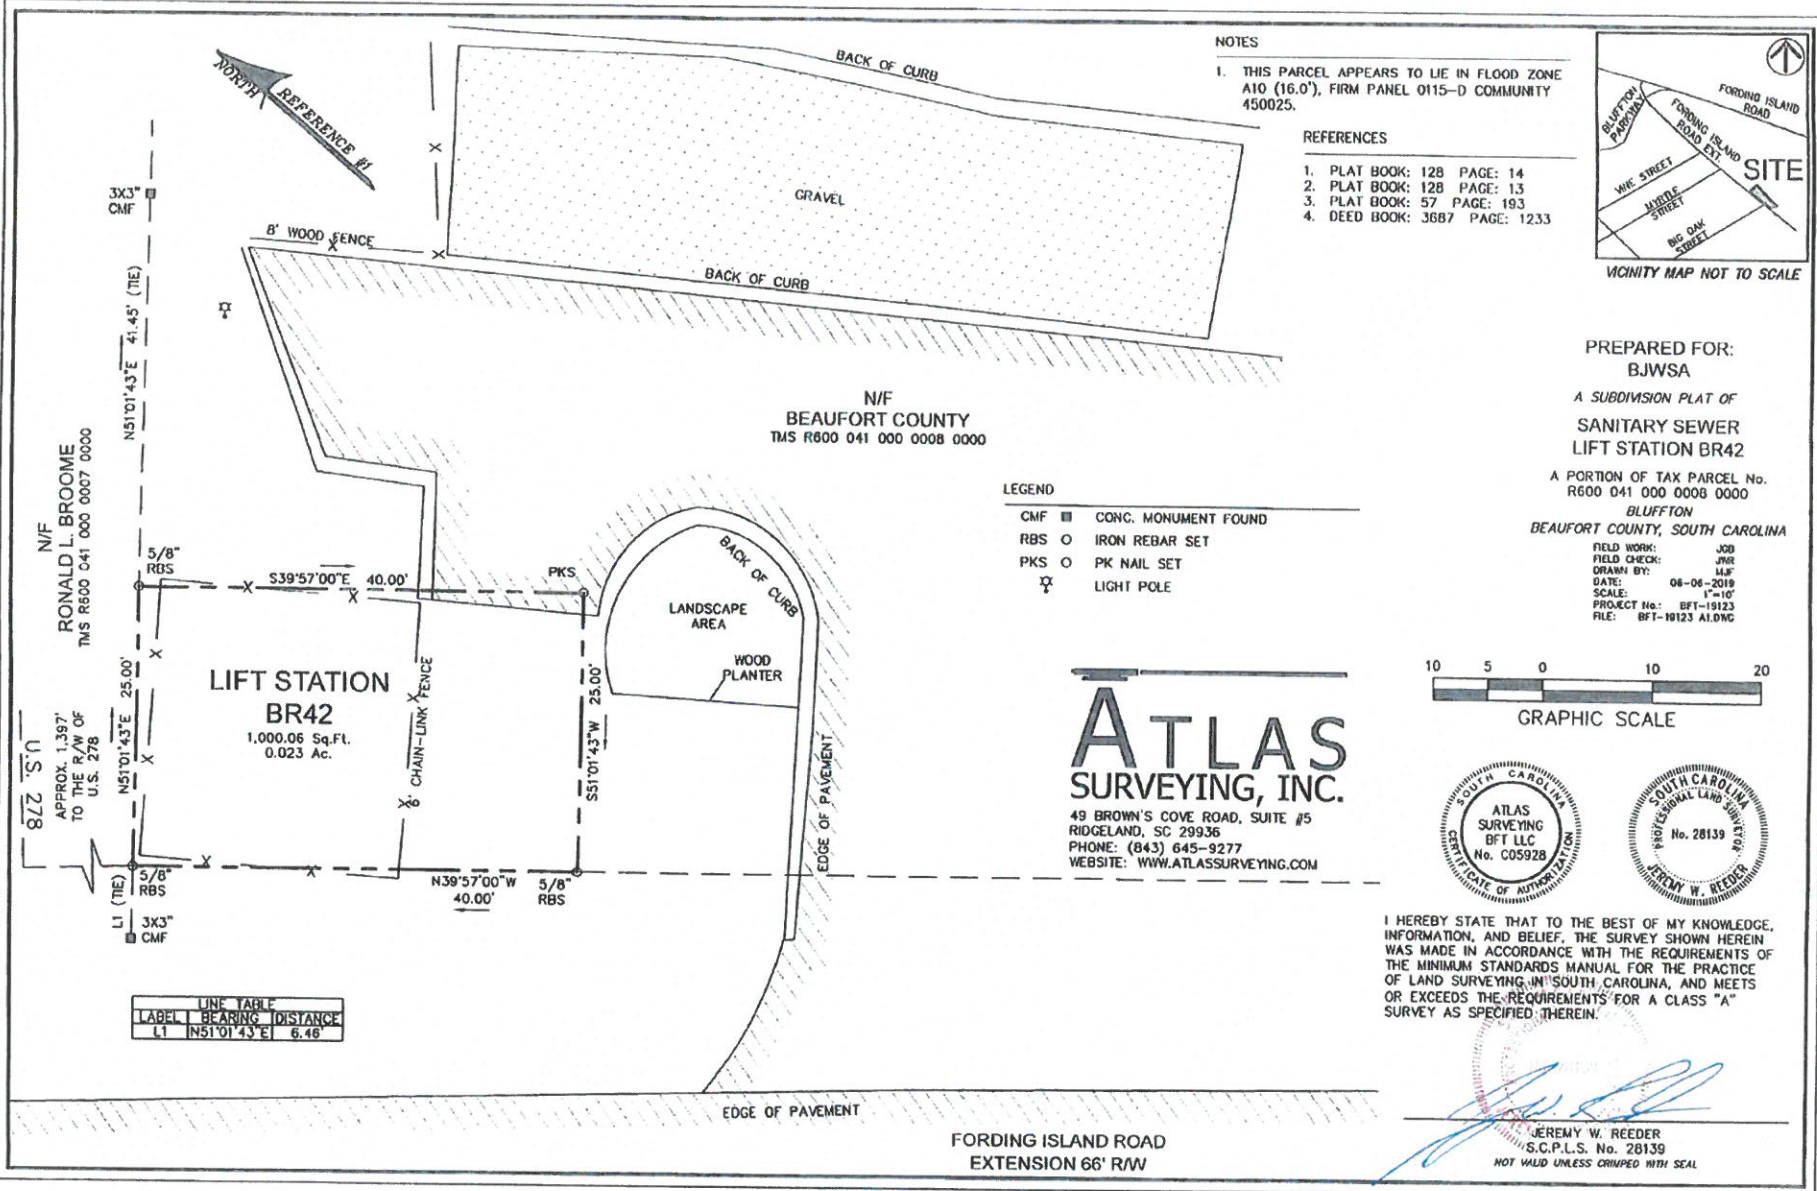 NORTH
REFERENCE #1
BACK OF CURB
GRAVEL
BACK OF CURB
8' WOOD FENCE
3X3"
CMF
N51°01'43"E 41.45' (TIE)
N/F
RONALD L. BROOME
TMS R600 041 000 0007 0000
N/F
BEAUFORT COUNTY
TMS R600 041 000 0008 0000
5/8"
RBS
S39°57'00"E 40.00'
PKS
BACK OF CURB
LANDSCAPE
AREA
WOOD
PLANTER
LIFT STATION
BR42
1,000.06 Sq.Ft.
0.023 Ac.
6' CHAIN-LINK FENCE
N51°01'43"E 25.00'
S51°01'43"W 25.00'
EDGE OF PAVEMENT
U.S. 278
APPROX. 1,397'
TO THE R/W OF
U.S. 278
5/8"
RBS
N39°57'00"W
40.00'
5/8"
RBS
L1 (TIE)
3X3"
CMF
LINE TABLE
LABEL BEARING DISTANCE
L1 N51°01'43"E 6.46'
EDGE OF PAVEMENT
FORDING ISLAND ROAD
EXTENSION 66' R/W
NOTES
1. THIS PARCEL APPEARS TO LIE IN FLOOD ZONE
A10 (16.0'), FIRM PANEL 0115-D COMMUNITY
450025.
REFERENCES
1. PLAT BOOK: 128 PAGE: 14
2. PLAT BOOK: 128 PAGE: 13
3. PLAT BOOK: 57 PAGE: 193
4. DEED BOOK: 3687 PAGE: 1233
BLUFFTON
PARKWAY
FORDING ISLAND
ROAD
FORDING ISLAND
ROAD EXT.
SITE
VINE STREET
MYRTLE
STREET
BIG OAK
STREET
VICINITY MAP NOT TO SCALE
LEGEND
CMF CONC. MONUMENT FOUND
RBS IRON REBAR SET
PKS PK NAIL SET
LIGHT POLE
PREPARED FOR:
BJWSA
A SUBDIVISION PLAT OF
SANITARY SEWER
LIFT STATION BR42
A PORTION OF TAX PARCEL No.
R600 041 000 0008 0000
BLUFFTON
BEAUFORT COUNTY, SOUTH CAROLINA
FIELD WORK: JGB
FIELD CHECK: JWR
DRAWN BY: MJF
DATE: 06-06-2019
SCALE: 1"=10'
PROJECT No.: BFT-19123
FILE: BFT-19123 A1.DWG
10 5 0 10 20
GRAPHIC SCALE
ATLAS
SURVEYING, INC.
49 BROWN'S COVE ROAD, SUITE #5
RIDGELAND, SC 29936
PHONE: (843) 645-9277
WEBSITE: WWW.ATLASSURVEYING.COM
SOUTH CAROLINA
ATLAS
SURVEYING
BFT LLC
No. C05928
CERTIFICATE OF AUTHORIZATION
SOUTH CAROLINA
PROFESSIONAL LAND SURVEYOR
No. 28139
JEREMY W. REEDER
I HEREBY STATE THAT TO THE BEST OF MY KNOWLEDGE,
INFORMATION, AND BELIEF, THE SURVEY SHOWN HEREIN
WAS MADE IN ACCORDANCE WITH THE REQUIREMENTS OF
THE MINIMUM STANDARDS MANUAL FOR THE PRACTICE
OF LAND SURVEYING IN SOUTH CAROLINA, AND MEETS
OR EXCEEDS THE REQUIREMENTS FOR A CLASS "A"
SURVEY AS SPECIFIED THEREIN.
JEREMY W. REEDER
S.C.P.L.S. No. 28139
NOT VALID UNLESS CRIMPED WITH SEAL